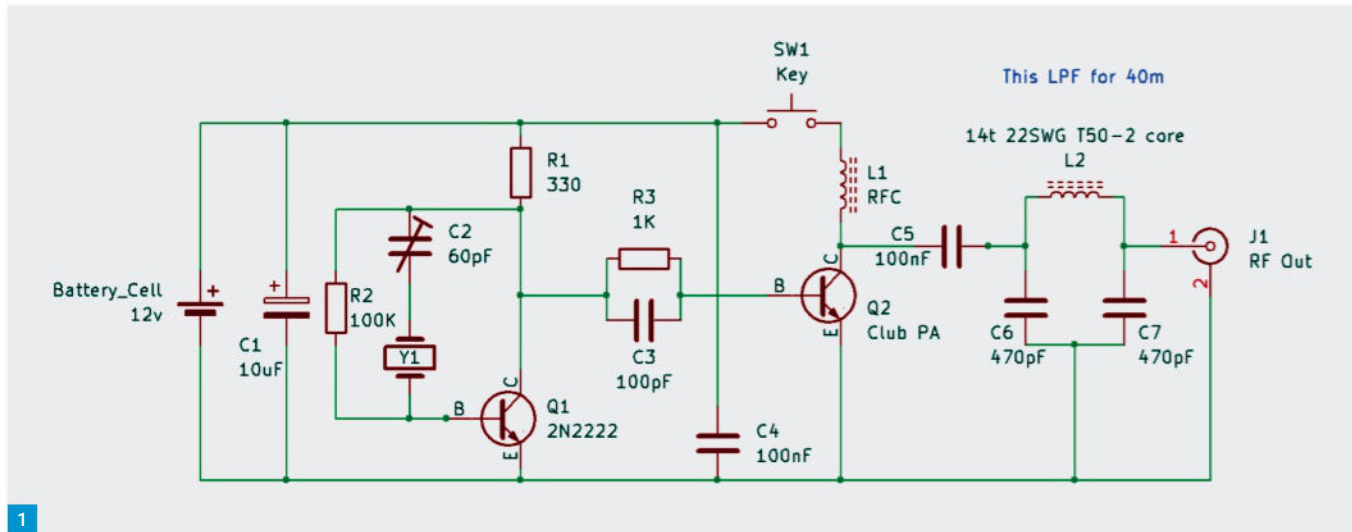 SW1
Key
This LPF for 40m
14t 22SWG T50-2 core
L2
R1
330
L1
RFC
R3
1K
C2
60pF
C5
100nF
1
J1
RF Out
2
Battery_Cell
12v
+
+
C1
10uF
R2
100K
Y1
C3
100pF
B
C
E
Q2
Club PA
C6
470pF
C7
470pF
B
C
E
Q1
2N2222
C4
100nF
1